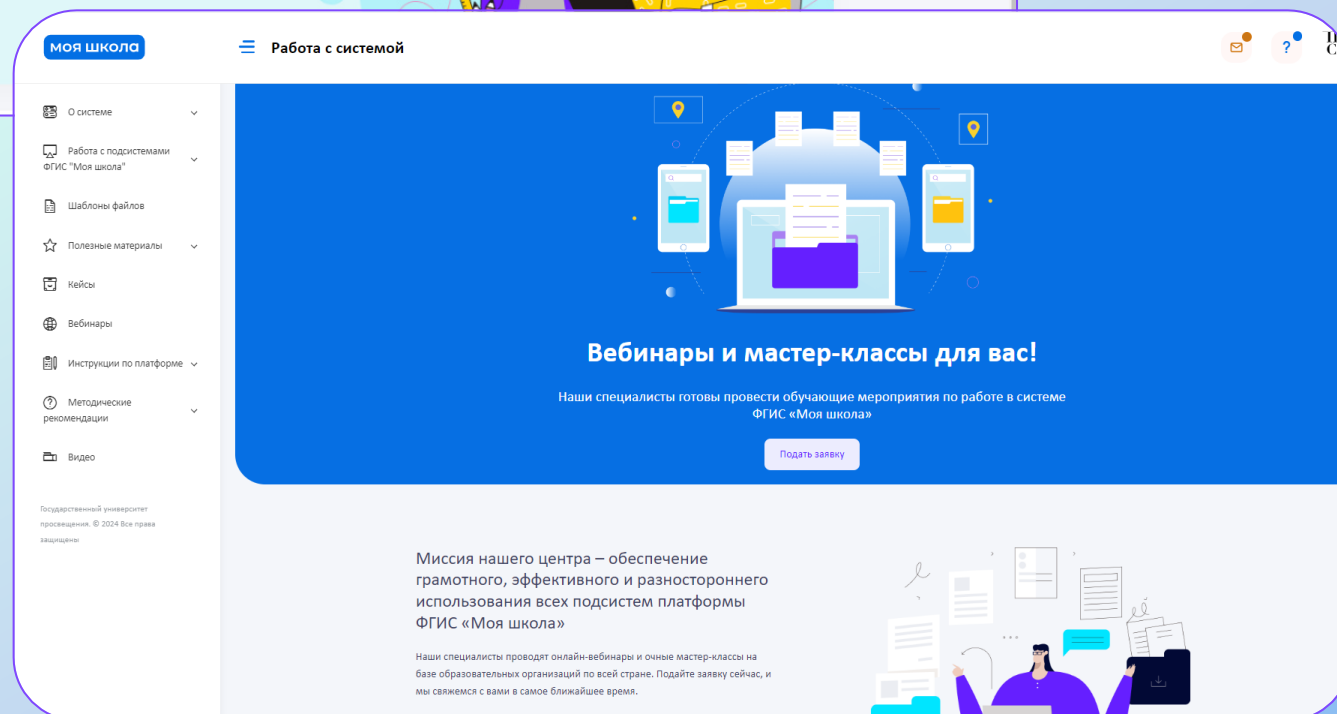 моя школа
Работа с системой
?
О системе
Работа с подсистемами
ФГИС "Моя школа"
Шаблоны файлов
Полезные материалы
Кейсы
Вебинары
Инструкции по платформе
Методические
рекомендации
Видео
Государственный университет
просвещения. © 2024 Все права
защищены
Вебинары и мастер-классы для вас!
Наши специалисты готовы провести обучающие мероприятия по работе в системе
ФГИС «Моя школа»
Подать заявку
Миссия нашего центра – обеспечение
грамотного, эффективного и разностороннего
использования всех подсистем платформы
ФГИС «Моя школа»
Наши специалисты проводят онлайн-вебинары и очные мастер-классы на
базе образовательных организаций по всей стране. Подайте заявку сейчас, и
мы свяжемся с вами в самое ближайшее время.